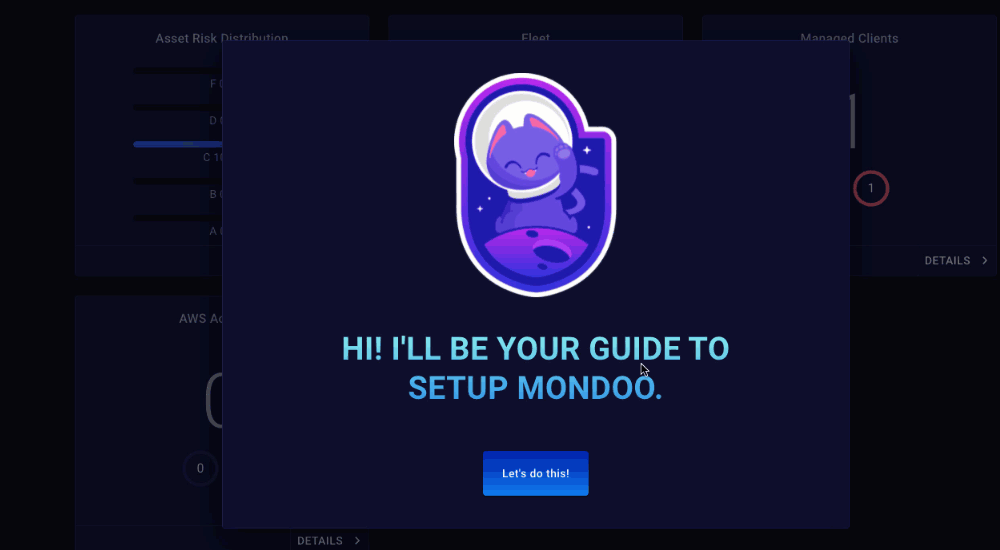 Asset Risk Distribution
Fleet
Managed Clients
F
D
C 10
B
A
1
DETAILS
HI! I'LL BE YOUR GUIDE TO
SETUP MONDOO.
Let's do this!
AWS Ac
0
0
DETAILS